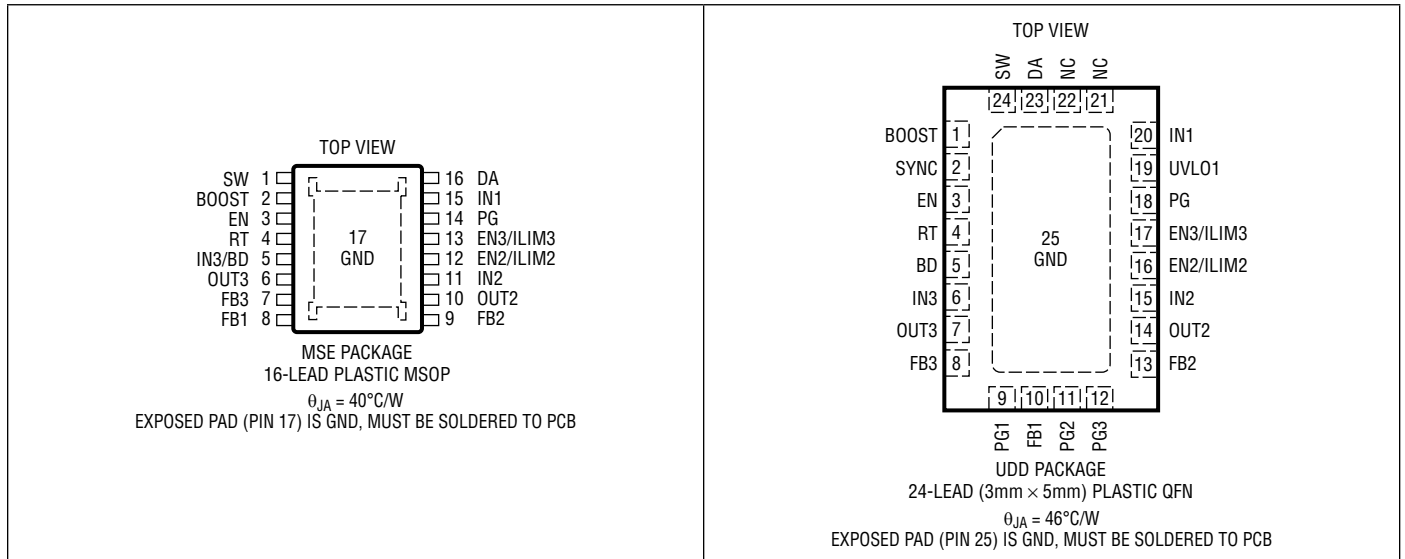 TOP VIEW
SW 1
BOOST 2
EN 3
RT 4
IN3/BD 5
OUT3 6
FB3 7
FB1 8
17
GND
16 DA
15 IN1
14 PG
13 EN3/ILIM3
12 EN2/ILIM2
11 IN2
10 OUT2
9 FB2
MSE PACKAGE
16-LEAD PLASTIC MSOP
θJA = 40°C/W
EXPOSED PAD (PIN 17) IS GND, MUST BE SOLDERED TO PCB
TOP VIEW
SW DA NC NC
24 23 22 21
BOOST 1
SYNC 2
EN 3
RT 4
BD 5
IN3 6
OUT3 7
FB3 8
25
GND
20 IN1
19 UVLO1
18 PG
17 EN3/ILIM3
16 EN2/ILIM2
15 IN2
14 OUT2
13 FB2
9 10 11 12
PG1 FB1 PG2 PG3
UDD PACKAGE
24-LEAD (3mm × 5mm) PLASTIC QFN
θJA = 46°C/W
EXPOSED PAD (PIN 25) IS GND, MUST BE SOLDERED TO PCB